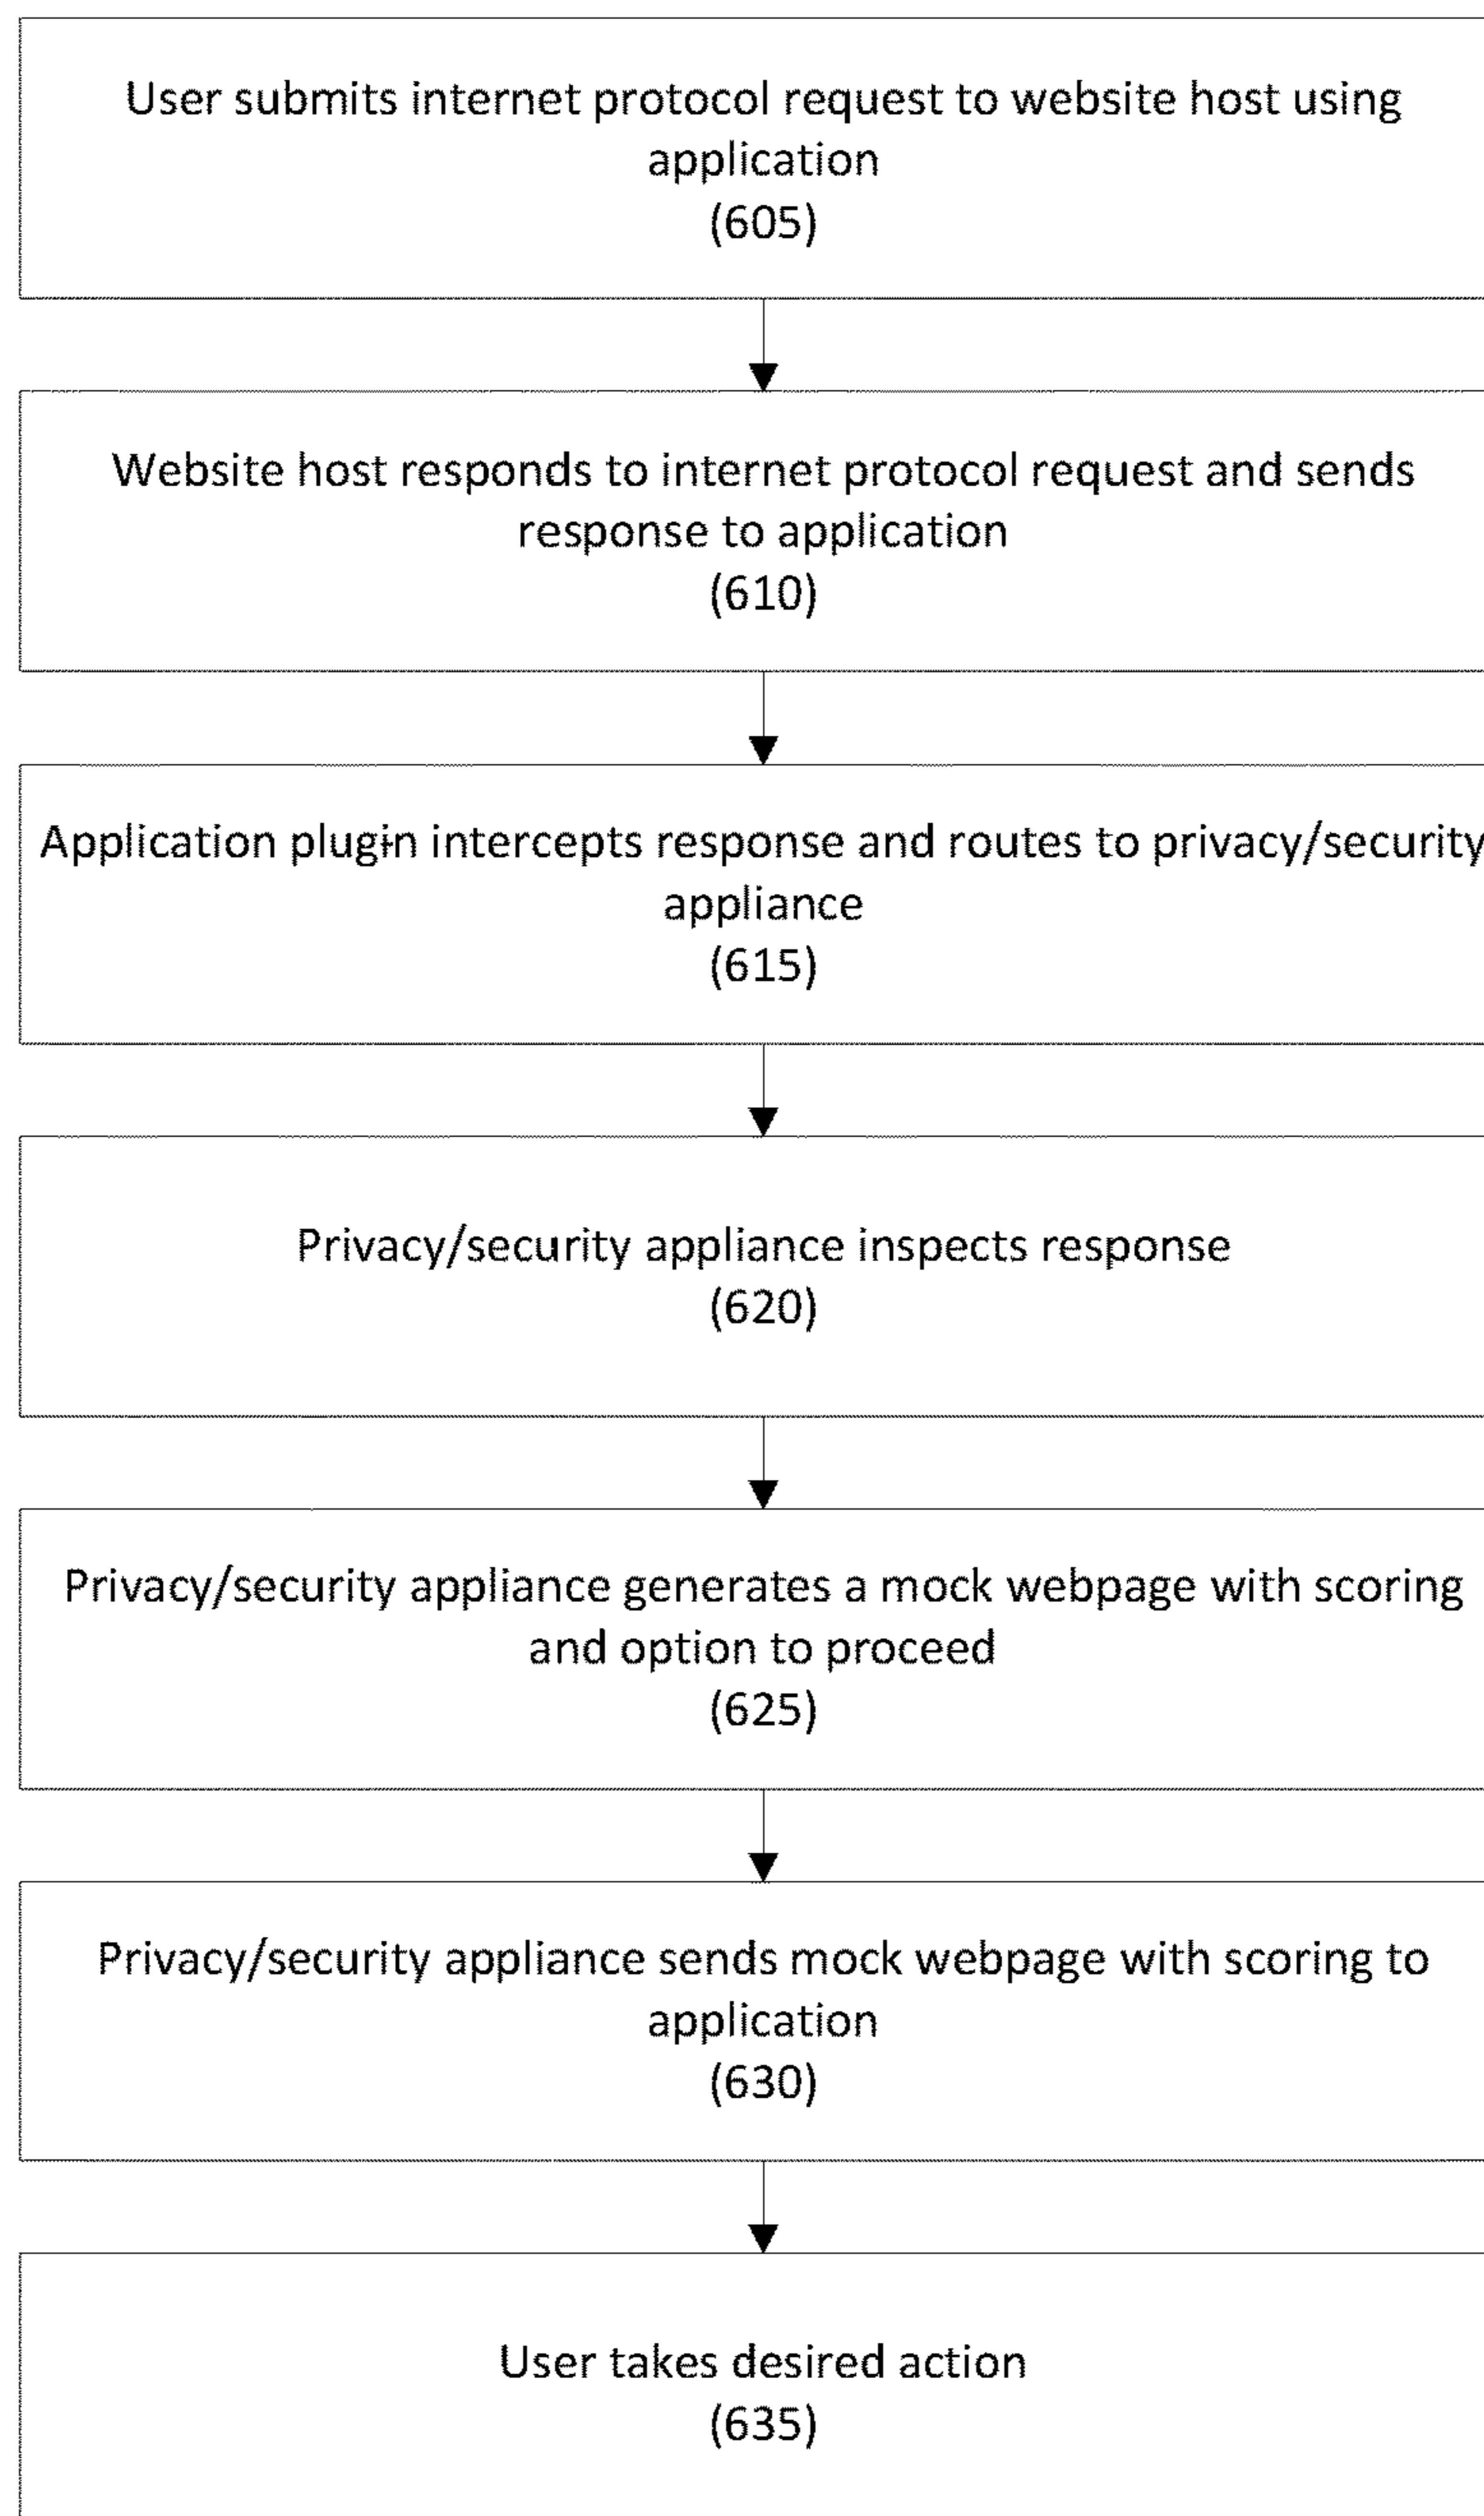 User submits internet protocol request to website host using
application
(605)
Website host responds to internet protocol request and sends
response to application
(610)
Application plugin intercepts response and routes to privacy/security
appliance
(615)
Privacy/security appliance inspects response
(620)
Privacy/security appliance generates a mock webpage with scoring
and option to proceed
(625)
Privacy/security appliance sends mock webpage with scoring to
application
(630)
User takes desired action
(635)